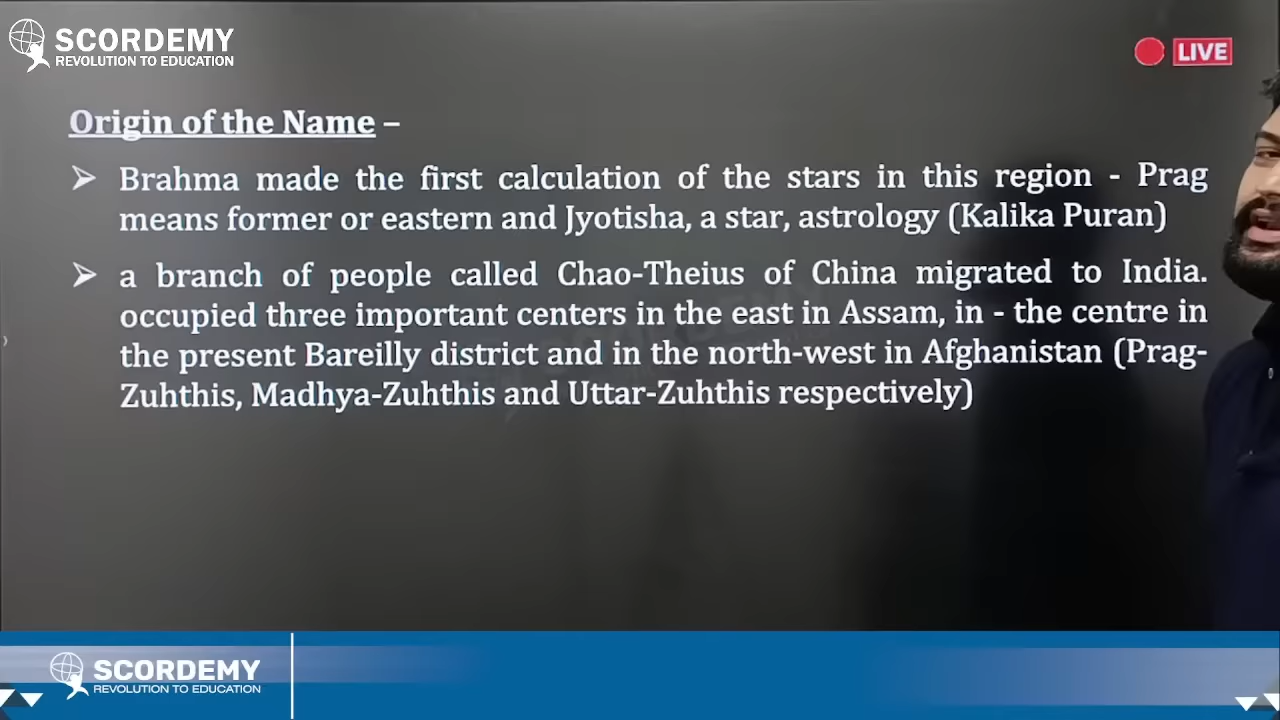 SCORDEMY
REVOLUTION TO EDUCATION
LIVE
Origin of the Name –
➢ Brahma made the first calculation of the stars in this region - Prag
means former or eastern and Jyotisha, a star, astrology (Kalika Puran)
➢ a branch of people called Chao-Theius of China migrated to India.
occupied three important centers in the east in Assam, in - the centre in
the present Bareilly district and in the north-west in Afghanistan (Prag-
Zuhthis, Madhya-Zuhthis and Uttar-Zuhthis respectively)
SCORDEMY
REVOLUTION TO EDUCATION